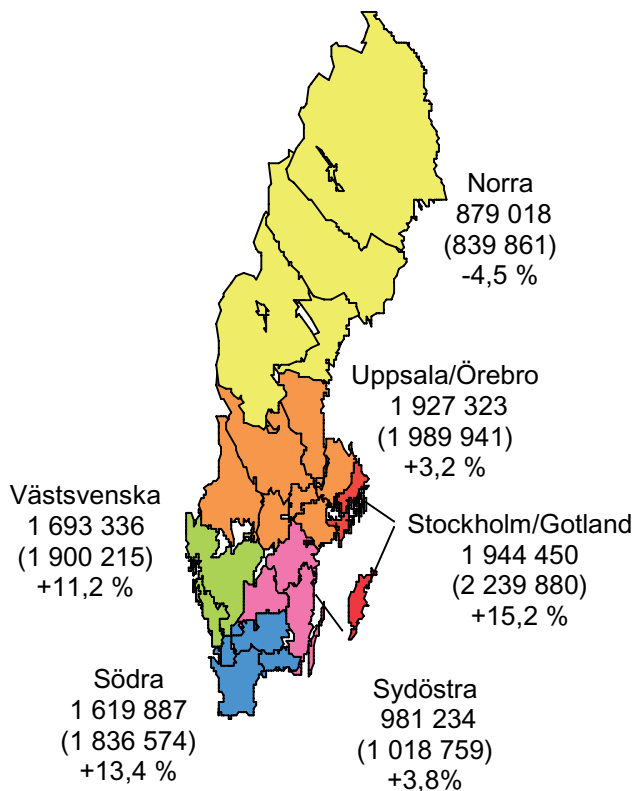 Norra
879 018
(839 861)
-4,5 %
Uppsala/Örebro
1 927 323
(1 989 941)
+3,2 %
Västsvenska
1 693 336
(1 900 215)
+11,2 %
Stockholm/Gotland
1 944 450
(2 239 880)
+15,2 %
Södra
1 619 887
(1 836 574)
+13,4 %
Sydöstra
981 234
(1 018 759)
+3,8%